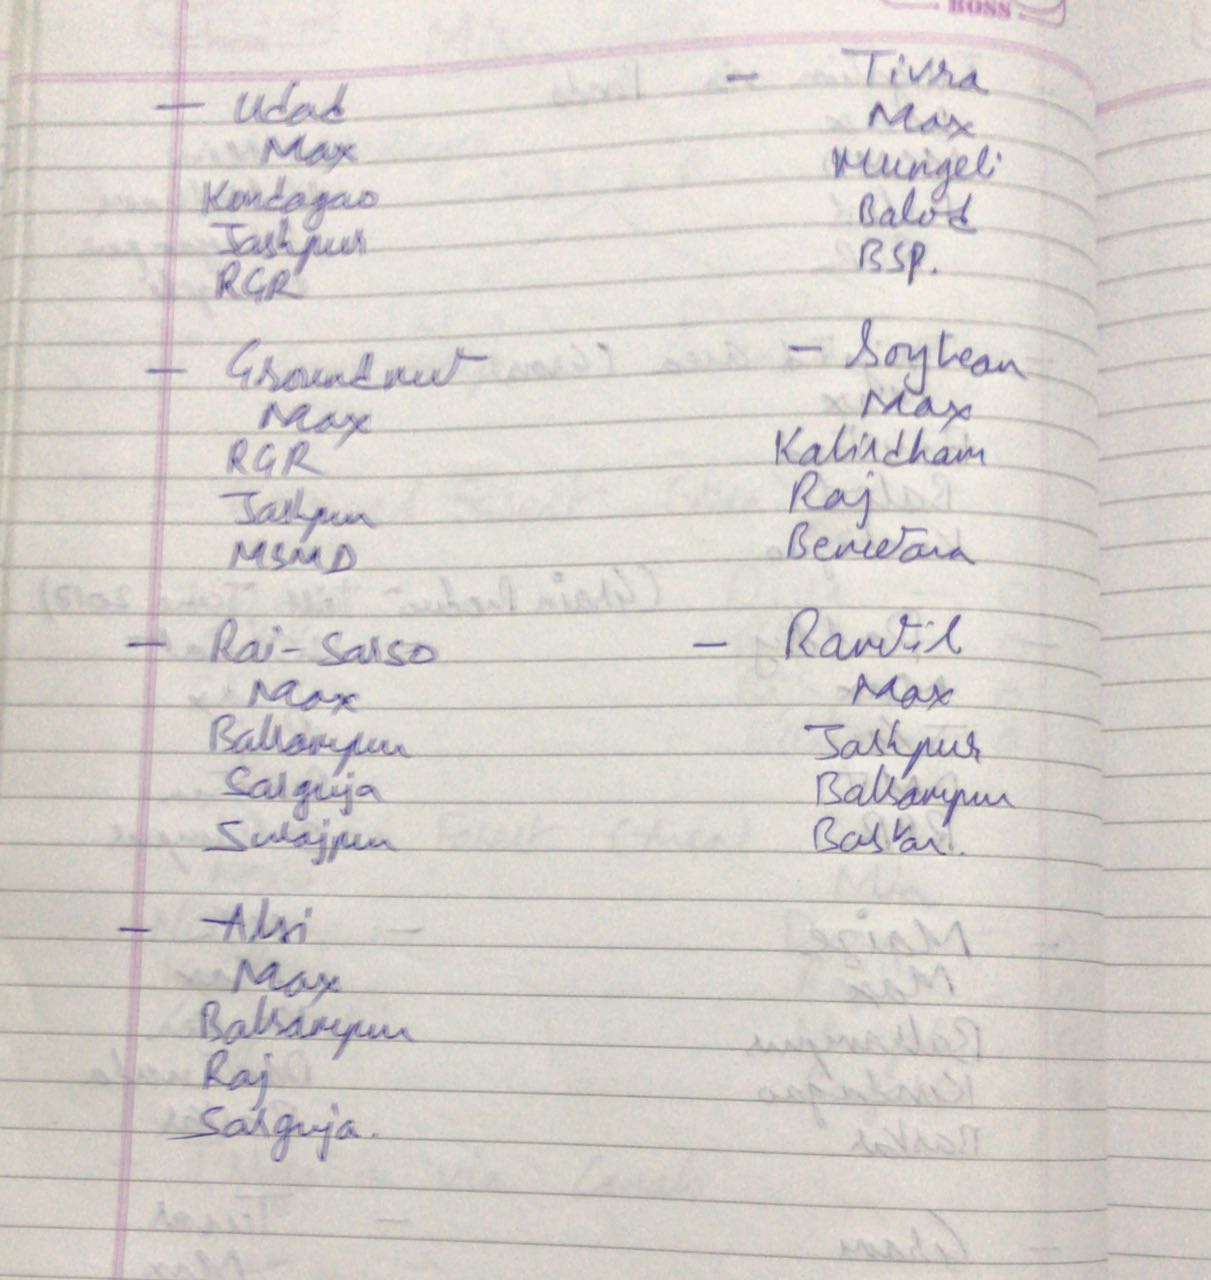 BOSS
— Udad
Max
Kondagao
Jashpur
RGR
— Tivra
Max
Mungeli
Balod
BSP.
— Groundnut
Max
RGR
Jashpur
MSMD
— Soybean
Max
Kabirdham
Raj
Bemetara
— Rai-Sarso
Max
Balrampur
Sarguja
Surajpur
— Ramtil
Max
Jashpur
Balrampur
Bastar.
— Alsi
Max
Balrampur
Raj
Sarguja.